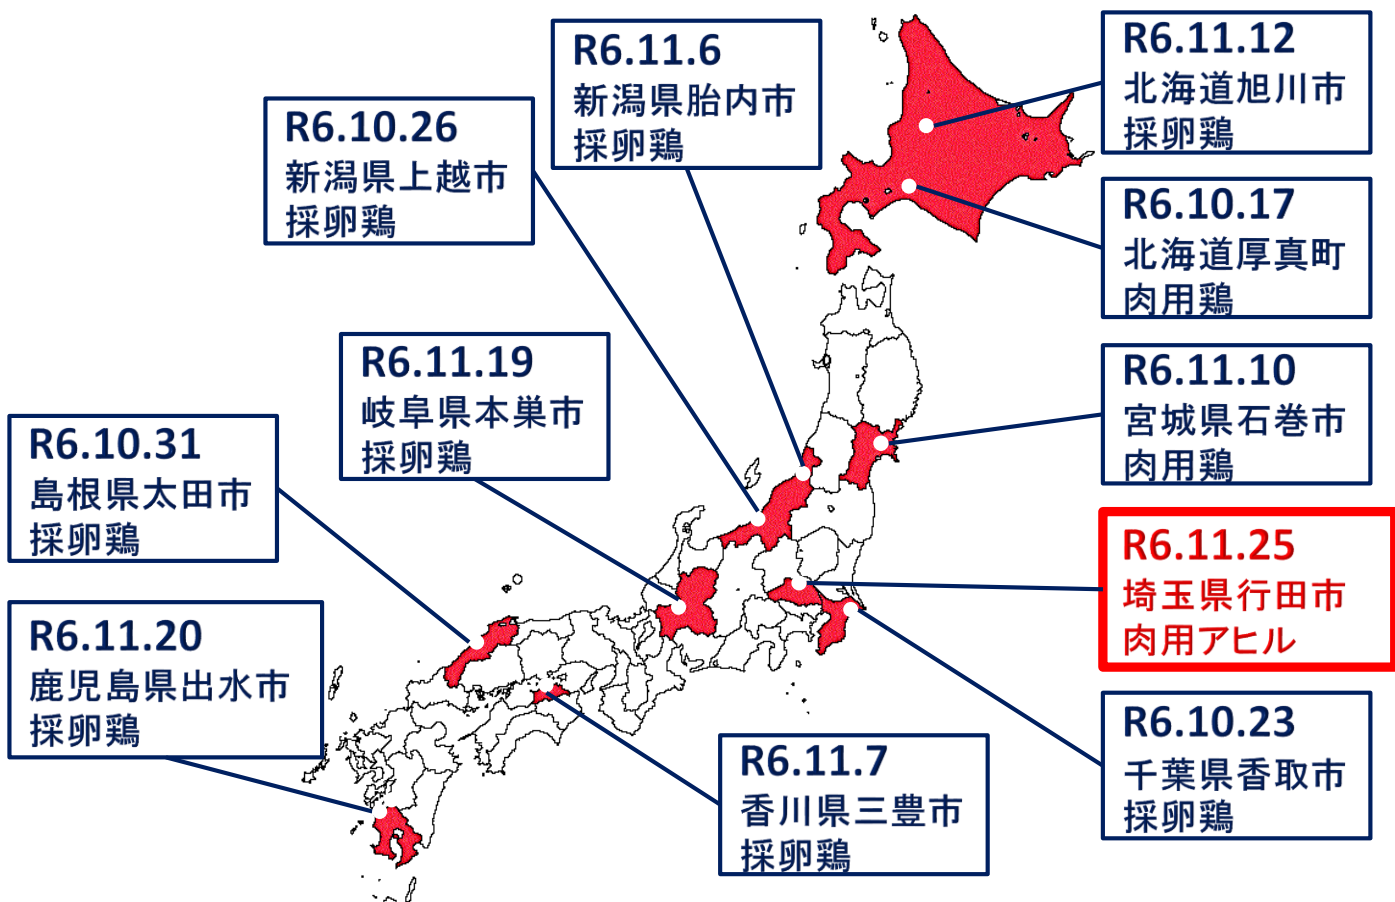 R6.11.6
新潟県胎内市
採卵鶏
R6.11.12
北海道旭川市
採卵鶏
R6.10.26
新潟県上越市
採卵鶏
R6.10.17
北海道厚真町
肉用鶏
R6.11.19
岐阜県本巣市
採卵鶏
R6.11.10
宮城県石巻市
肉用鶏
R6.10.31
島根県太田市
採卵鶏
R6.11.25
埼玉県行田市
肉用アヒル
R6.11.20
鹿児島県出水市
採卵鶏
R6.10.23
千葉県香取市
採卵鶏
R6.11.7
香川県三豊市
採卵鶏